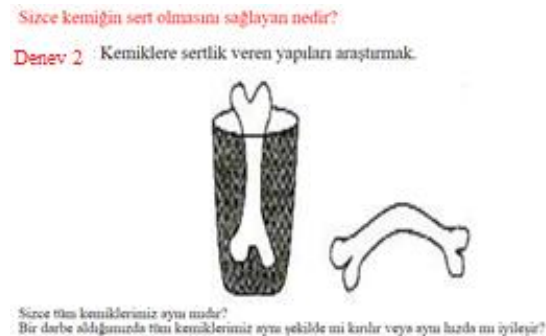 Sizce kemiğin sert olmasını sağlayan nedir?
Denev 2 Kemiklere sertlik veren yapıları araştırmak.
Sizce tüm kemiklerimiz aynı mıdır?
Bir darbe aldığımızda tüm kemiklerimiz aynı şekilde mi kırılır veya aynı hızda mı iyileşir?